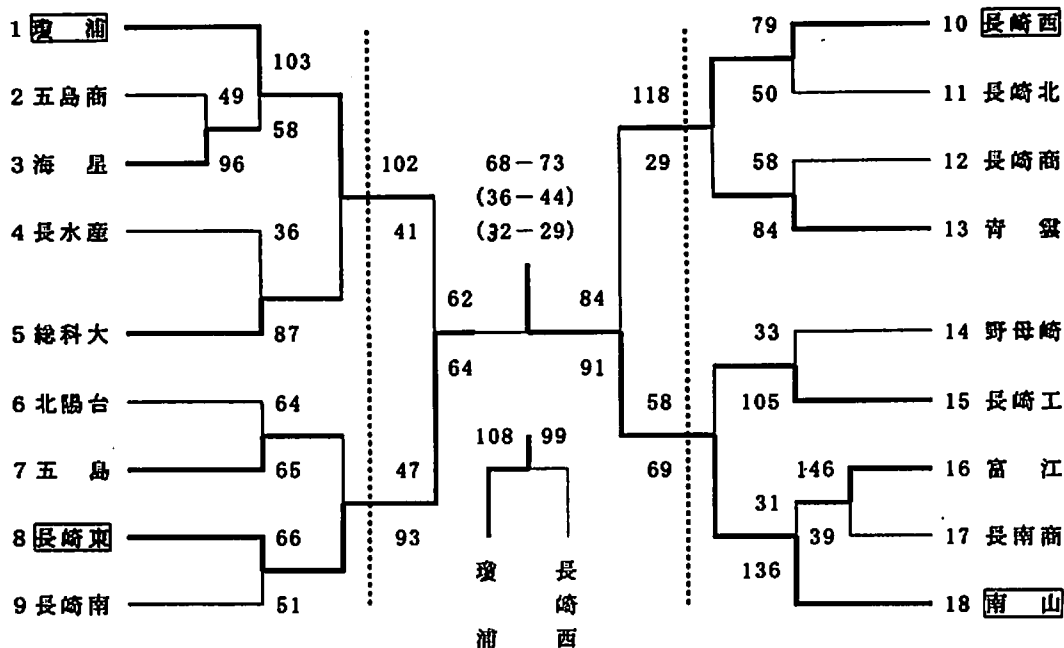 1 瓊浦
2 五島商
3 海星
4 長水産
5 総科大
6 北陽台
7 五島
8 長崎東
9 長崎南
103
49
58
96
36
87
64
65
66
51
102
41
47
93
62
64
68-73
(36-44)
(32-29)
84
91
108 99
瓊浦
長崎西
118
29
58
69
79
50
58
84
33
105
146
31
39
136
10 長崎西
11 長崎北
12 長崎商
13 青雲
14 野母崎
15 長崎工
16 富江
17 長南商
18 南山